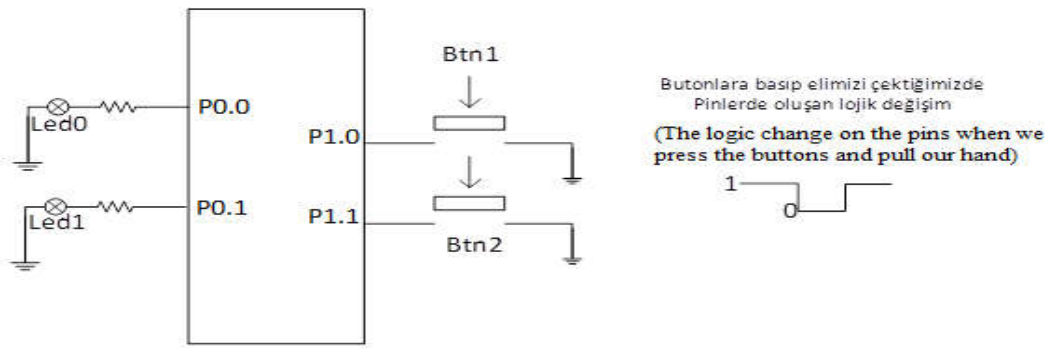 Btn1
P0.0
Led0
P1.0
P0.1
Led1
P1.1
Btn2
Butonlara basıp elimizi çektiğimizde
Pinlerde oluşan lojik değişim
(The logic change on the pins when we
press the buttons and pull our hand)
1
0